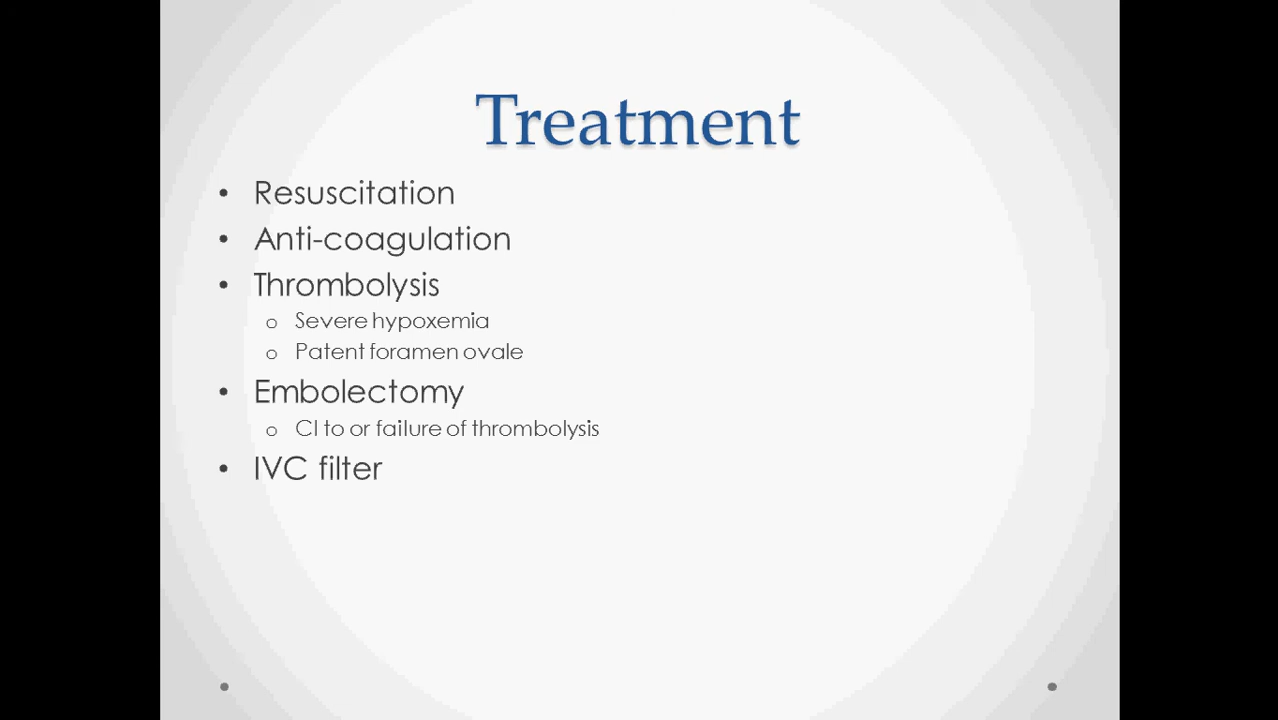 Treatment
• Resuscitation
• Anti-coagulation
• Thrombolysis
o Severe hypoxemia
o Patent foramen ovale
• Embolectomy
o CI to or failure of thrombolysis
• IVC filter